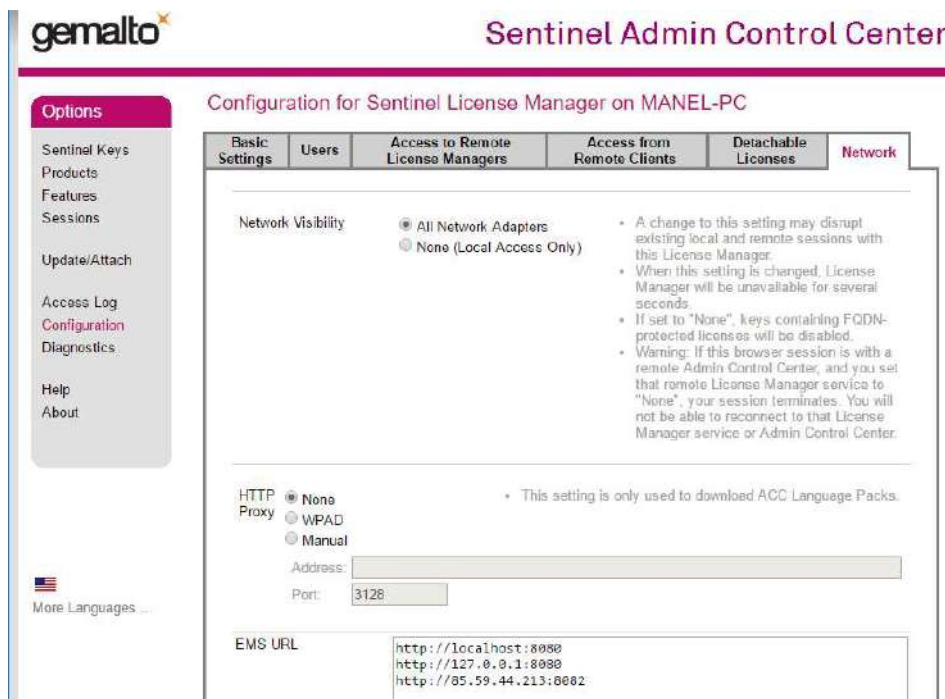 gemalto
Sentinel Admin Control Center
Options
Sentinel Keys
Products
Features
Sessions
Update/Attach
Access Log
Configuration
Diagnostics
Help
About
More Languages ...
Configuration for Sentinel License Manager on MANEL-PC
Basic Settings
Users
Access to Remote License Managers
Access from Remote Clients
Detachable Licenses
Network
Network Visibility
All Network Adapters
None (Local Access Only)
• A change to this setting may disrupt
existing local and remote sessions with
this License Manager.
• When this setting is changed, License
Manager will be unavailable for several
seconds.
• If set to "None", keys containing FQDN-
protected licenses will be disabled.
• Warning: If this browser session is with a
remote Admin Control Center, and you set
that remote License Manager service to
"None", your session terminates. You will
not be able to reconnect to that License
Manager service or Admin Control Center.
HTTP Proxy
None
WPAD
Manual
• This setting is only used to download ACC Language Packs.
Address:
Port: 3128
EMS URL
http://localhost:8080
http://127.0.0.1:8080
http://85.59.44.213:8082